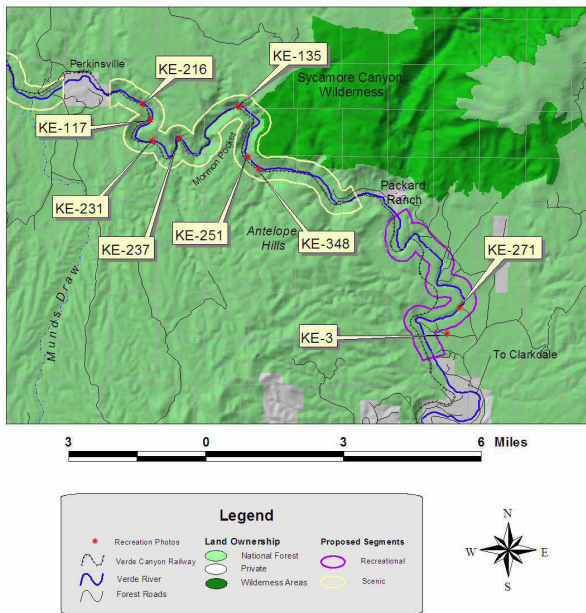 Perkinsville
KE-216
KE-135
Sycamore Canyon
Wilderness
KE-117
Mormon Pocket
KE-231
KE-237
KE-251
Antelope
Hills
KE-348
Packard
Ranch
KE-271
Munds Draw
KE-3
To Clarkdale
3 0 3 6 Miles
Legend
Recreation Photos
Verde Canyon Railway
Verde River
Forest Roads
Land Ownership
National Forest
Private
Wilderness Areas
Proposed Segments
Recreational
Scenic
N
W E
S